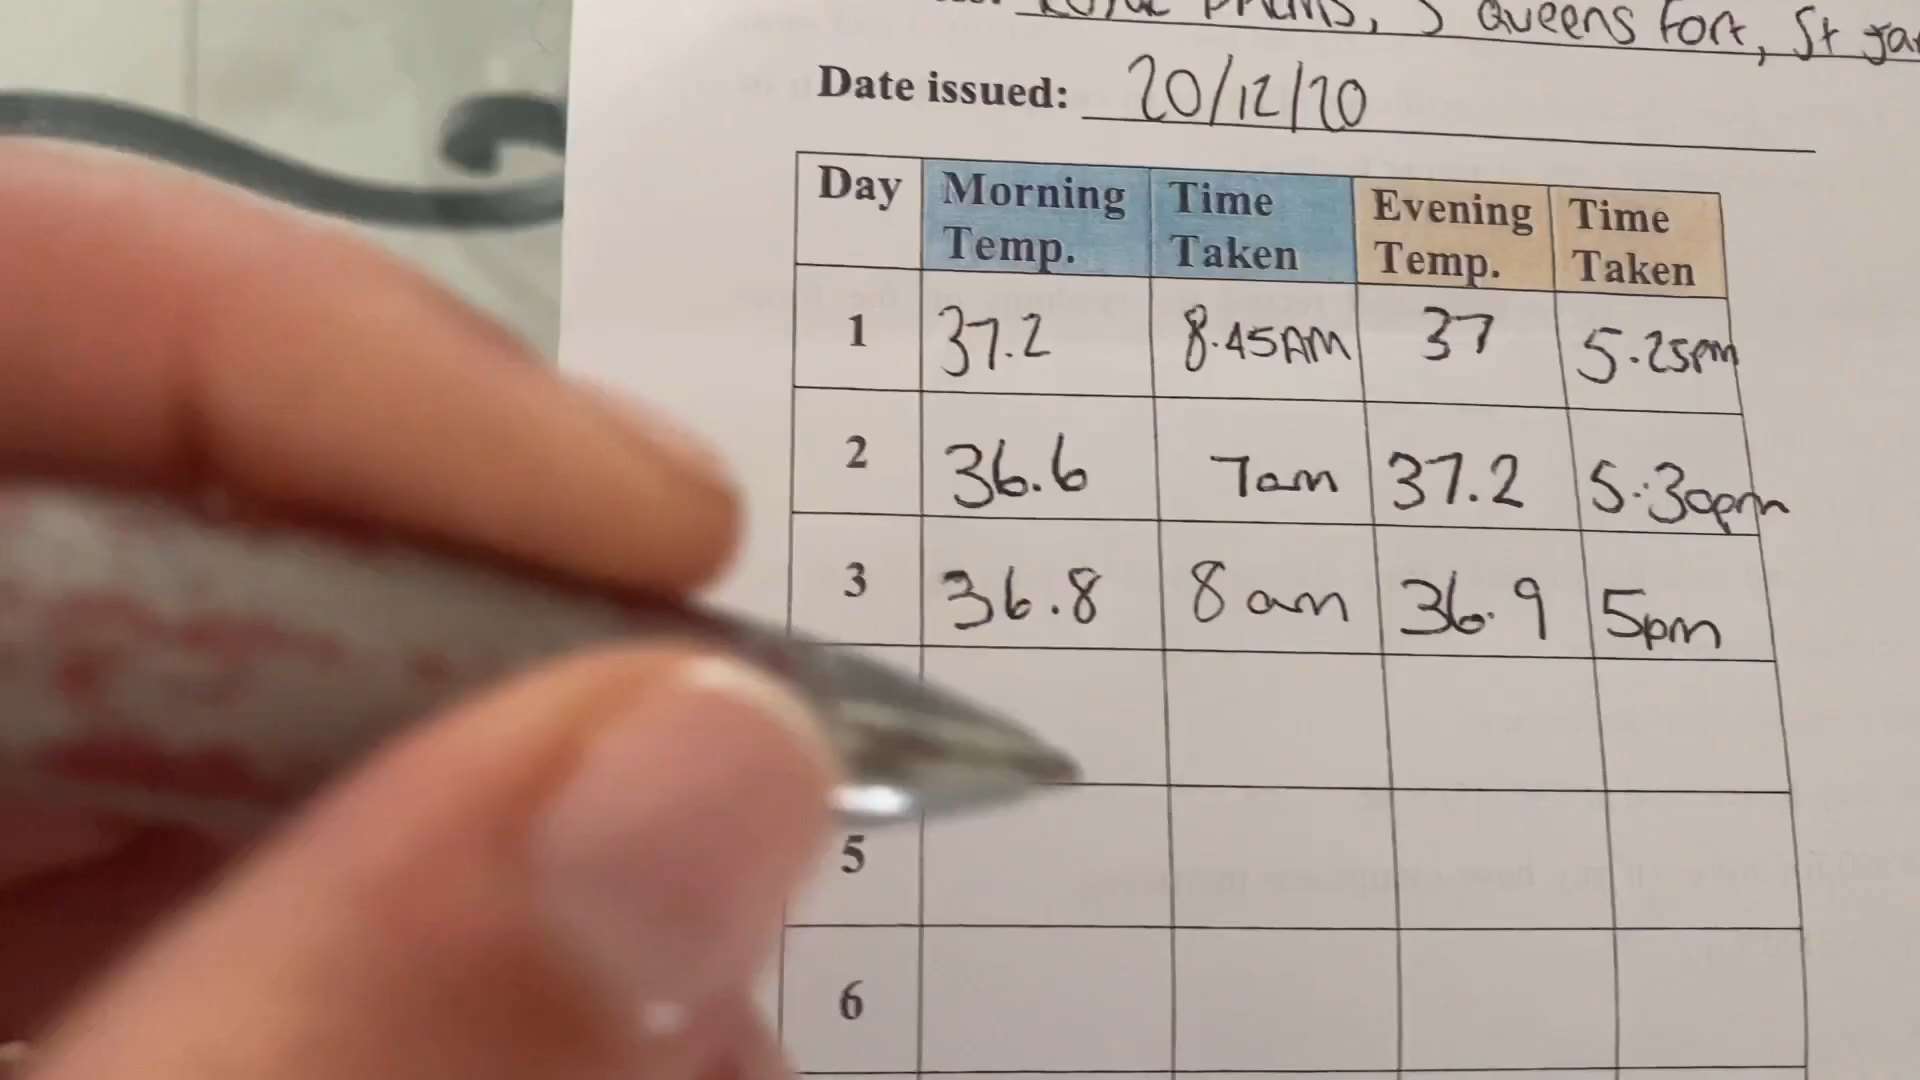 Queens Fort, St Ja
Date issued: 20/12/20
Day Morning Temp. Time Taken Evening Temp. Time Taken
1 37.2 8.45AM 37 5.25pm
2 36.6 7am 37.2 5:30pm
3 36.8 8am 36.9 5pm
5
6